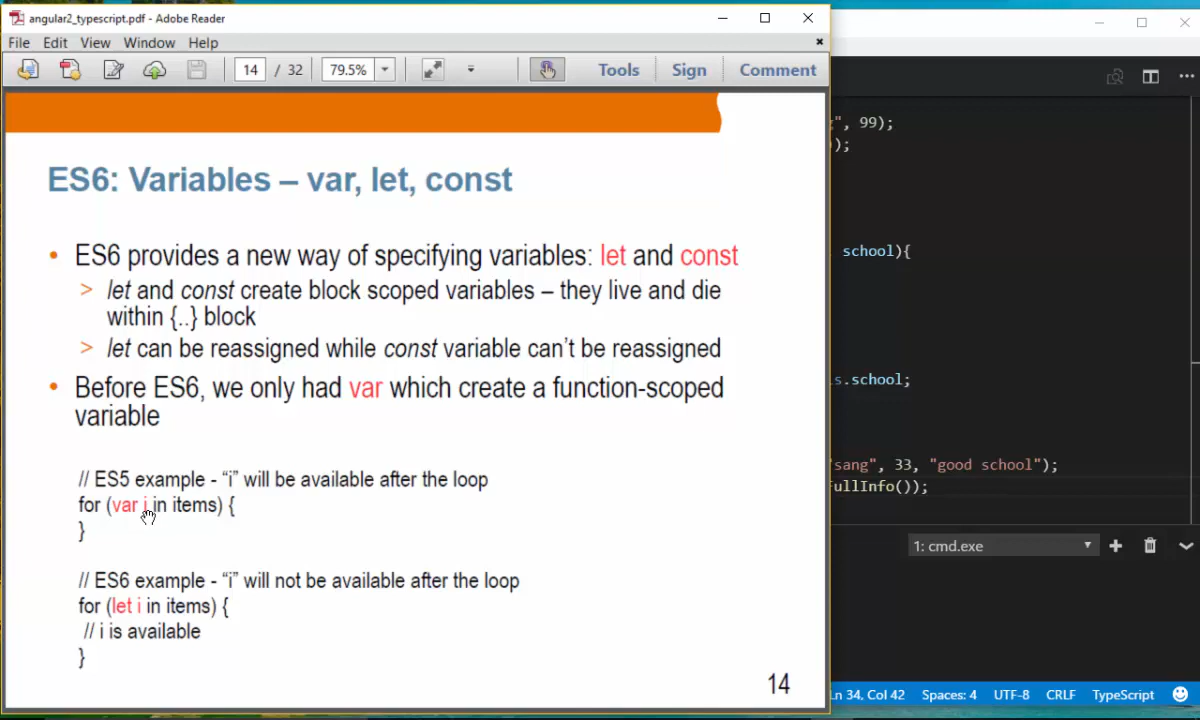 angular2_typescript.pdf - Adobe Reader
File Edit View Window Help
14 / 32 79.5% Tools Sign Comment
ES6: Variables – var, let, const
• ES6 provides a new way of specifying variables: let and const
> let and const create block scoped variables – they live and die
within {..} block
> let can be reassigned while const variable can’t be reassigned
• Before ES6, we only had var which create a function-scoped
variable
// ES5 example - “i” will be available after the loop
for (var i in items) {
}
// ES6 example - “i” will not be available after the loop
for (let i in items) {
// i is available
}
14
", 99);
);
school){
s.school;
sang", 33, "good school");
ullInfo());
1: cmd.exe
Ln 34, Col 42 Spaces: 4 UTF-8 CRLF TypeScript